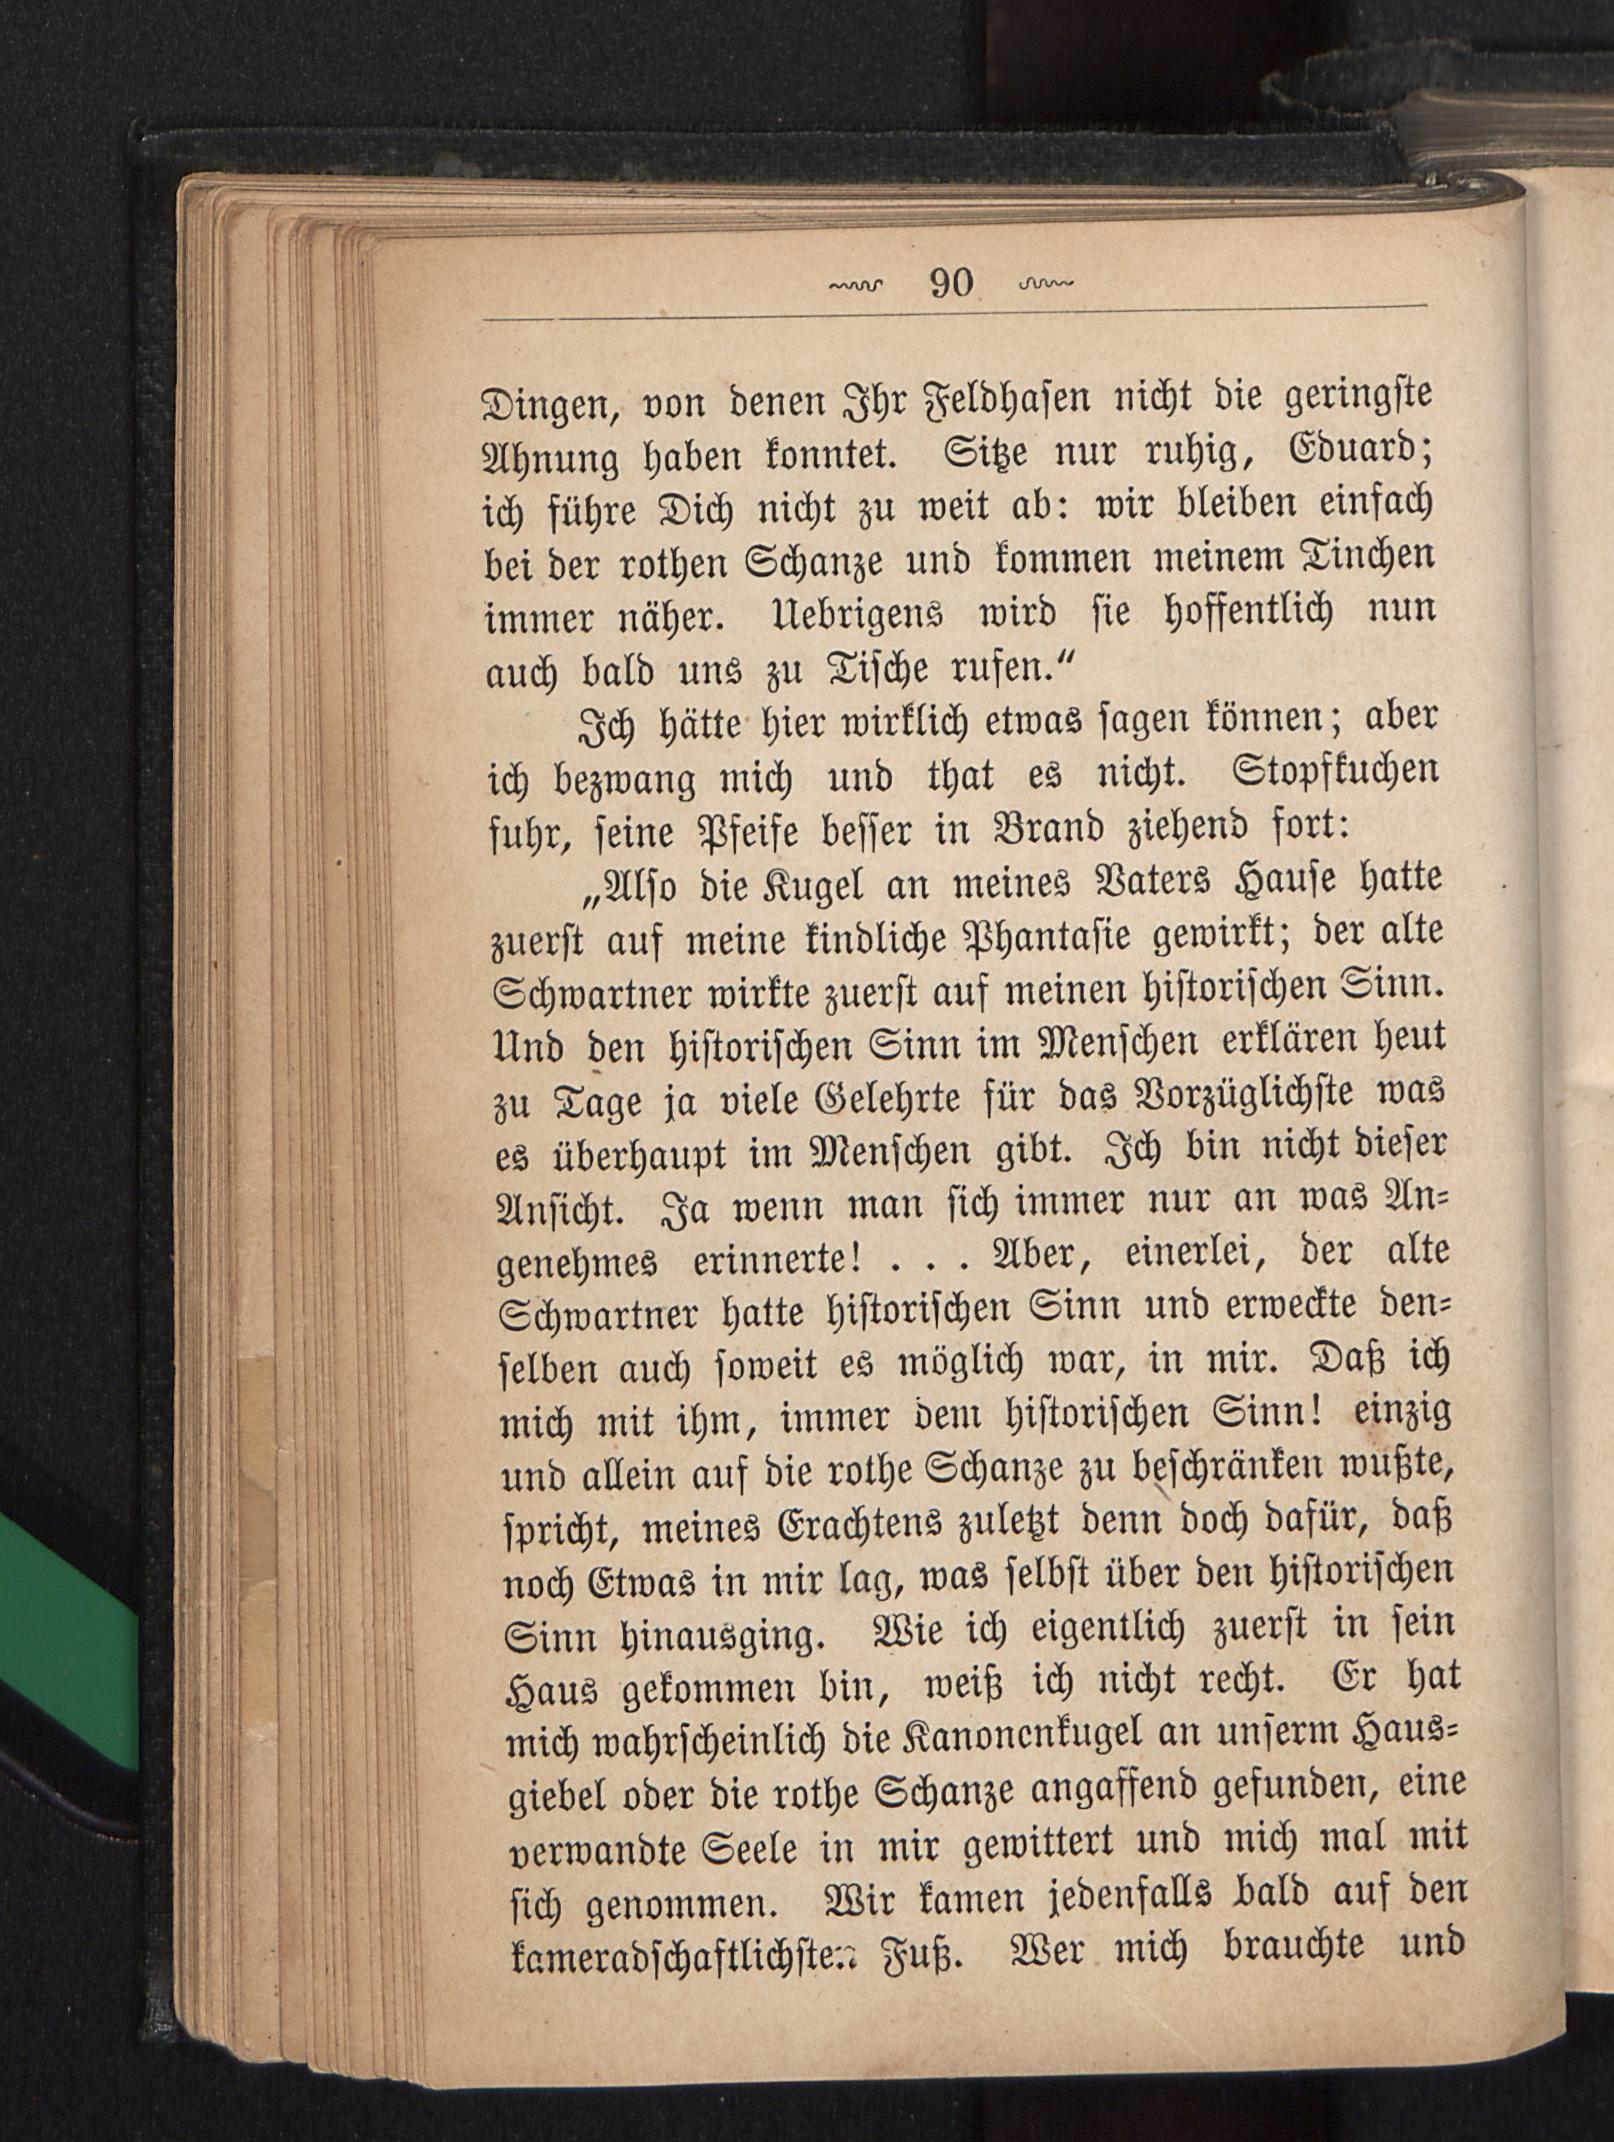 90
Dingen, von denen Ihr Feldhasen nicht die geringste
Ahnung haben konntet. Sitze nur ruhig, Eduard;
ich führe Dich nicht zu weit ab: wir bleiben einfach
bei der rothen Schanze und kommen meinem Tinchen
immer näher. Uebrigens wird sie hoffentlich nun
auch bald uns zu Tische rufen.“
Ich hätte hier wirklich etwas sagen können; aber
ich bezwang mich und that es nicht. Stopfkuchen
fuhr, seine Pfeife besser in Brand ziehend fort:
„Also die Kugel an meines Vaters Hause hatte
zuerst auf meine kindliche Phantasie gewirkt; der alte
Schwartner wirkte zuerst auf meinen historischen Sinn.
Und den historischen Sinn im Menschen erklären heut
zu Tage ja viele Gelehrte für das Vorzüglichste was
es überhaupt im Menschen gibt. Ich bin nicht dieser
Ansicht. Ja wenn man sich immer nur an was An-
genehmes erinnerte! . . . Aber, einerlei, der alte
Schwartner hatte historischen Sinn und erweckte den-
selben auch soweit es möglich war, in mir. Daß ich
mich mit ihm, immer dem historischen Sinn! einzig
und allein auf die rothe Schanze zu beschränken wußte,
spricht, meines Erachtens zuletzt denn doch dafür, daß
noch Etwas in mir lag, was selbst über den historischen
Sinn hinausging. Wie ich eigentlich zuerst in sein
Haus gekommen bin, weiß ich nicht recht. Er hat
mich wahrscheinlich die Kanonenkugel an unserm Haus-
giebel oder die rothe Schanze angaffend gefunden, eine
verwandte Seele in mir gewittert und mich mal mit
sich genommen. Wir kamen jedenfalls bald auf den
kameradschaftlichsten Fuß. Wer mich brauchte und